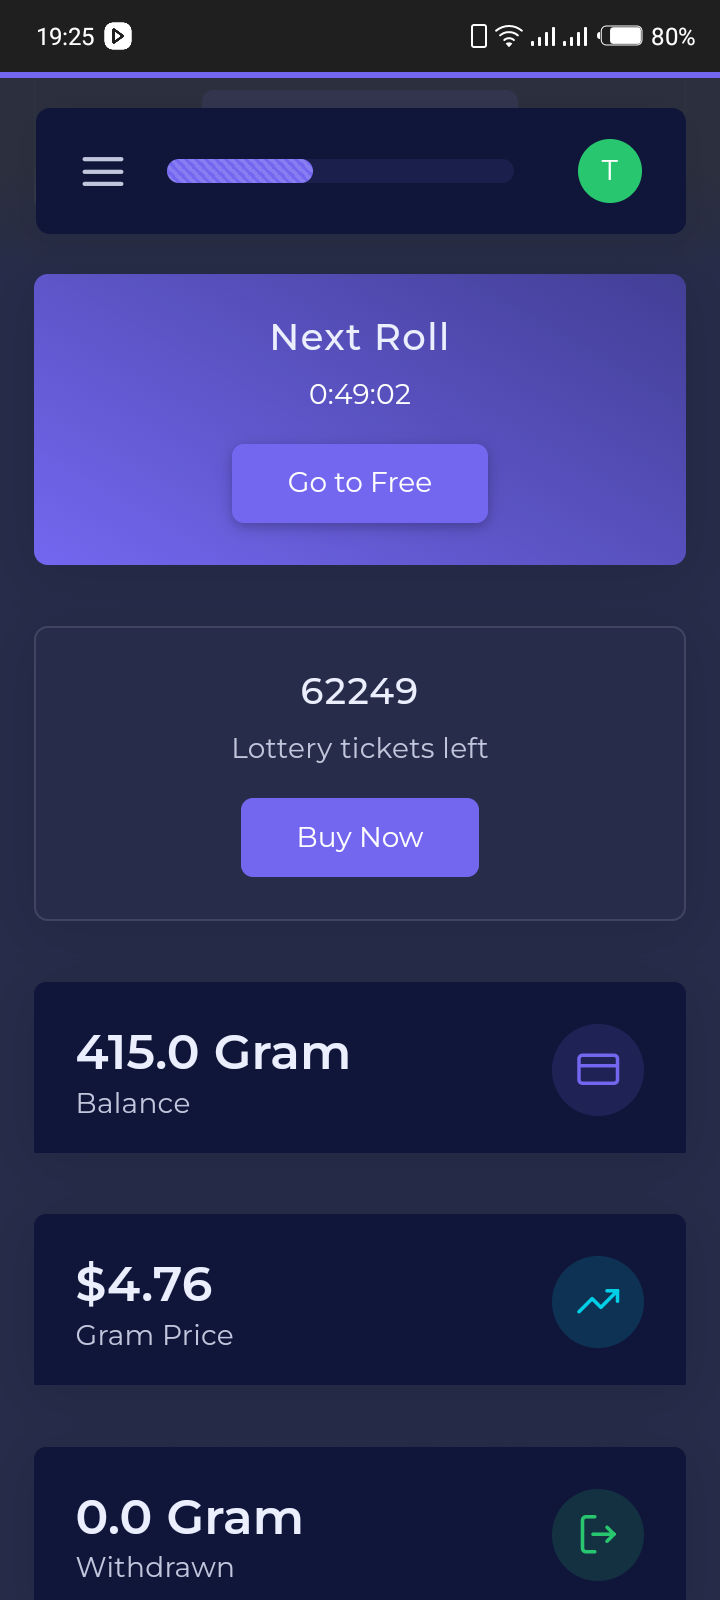 19:25
80%
T
Next Roll
0:49:02
Go to Free
62249
Lottery tickets left
Buy Now
415.0 Gram
Balance
$4.76
Gram Price
0.0 Gram
Withdrawn